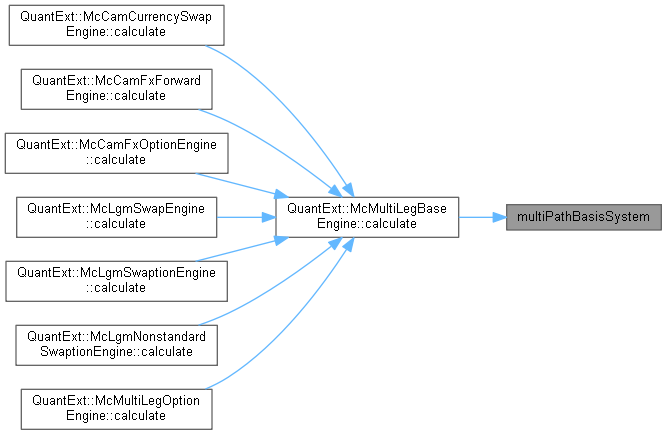 QuantExt::McCamCurrencySwap
Engine::calculate
QuantExt::McCamFxForward
Engine::calculate
QuantExt::McCamFxOptionEngine
::calculate
QuantExt::McLgmSwapEngine
::calculate
QuantExt::McLgmSwaptionEngine
::calculate
QuantExt::McLgmNonstandard
SwaptionEngine::calculate
QuantExt::McMultiLegOption
Engine::calculate
QuantExt::McMultiLegBase
Engine::calculate
multiPathBasisSystem